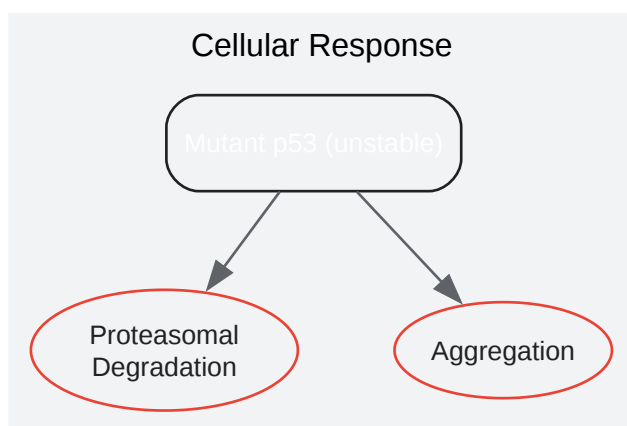 Cellular Response
Mutant p53 (unstable)
Proteasomal
Degradation
Aggregation